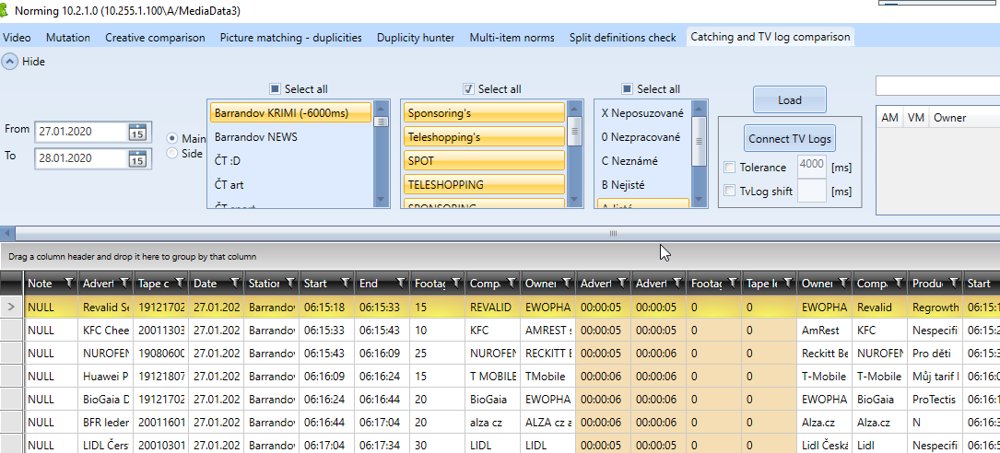 Norming 10.2.1.0 (10.255.1.100\A/MediaData3)
Video Mutation Creative comparison Picture matching - duplicities Duplicity hunter Multi-item norms Split definitions check Catching and TV log comparison
Hide
Select all Select all Select all
From 27.01.2020 15
To 28.01.2020 15
Main
Side
Barrandov KRIMI (-6000ms)
Barrandov NEWS
ČT :D
ČT art
ČT sport
Sponsoring's
Teleshopping's
SPOT
TELESHOPPING
SPONSORING
X Neposuzované
0 Nezpracované
C Neznámé
B Nejisté
A Jisté
Load
Connect TV Logs
Tolerance 4000 [ms]
TvLog shift [ms]
AM VM Owner
Drag a column header and drop it here to group by that column
Note Advert Tape c Date Station Start End Footag Comp. Owner Advert Advert Footag Tape le Owner Comp. Produ Start
NULL Revalid Se 19121702 27.01.202 Barrandov 06:15:18 06:15:33 15 REVALID EWOPHA 00:00:05 00:00:05 0 0 EWOPHA Revalid Regrowth 06:15:1
NULL KFC Chee 20011303 27.01.202 Barrandov 06:15:33 06:15:43 10 KFC AMREST s 00:00:05 00:00:05 0 0 AmRest KFC Nespecifi 06:15:2
NULL NUROFEN 19080600 27.01.202 Barrandov 06:15:43 06:16:09 25 NUROFEN RECKITT B 00:00:05 00:00:05 0 0 Reckitt Be Nurofen Pro děti 06:15:3
NULL Huawei P 19121807 27.01.202 Barrandov 06:16:09 06:16:24 15 T MOBILE TMobile 00:00:06 00:00:06 0 0 T-Mobile T-Mobile Můj tarif 06:16:0
NULL BioGaia D 19121702 27.01.202 Barrandov 06:16:24 06:16:44 20 BioGaia EWOPHA 00:00:06 00:00:06 0 0 EWOPHA BioGaia ProTectis 06:16:1
NULL BFR leden 20011601 27.01.202 Barrandov 06:16:44 06:17:04 20 alza cz ALZA cz a 00:00:06 00:00:06 0 0 Alza.cz Alza.cz N 06:16:3
NULL LIDL Čers 20010301 27.01.202 Barrandov 06:17:04 06:17:34 30 LIDL LIDL 00:00:06 00:00:06 0 0 Lidl Česká Lidl Nespecifi 06:16:5